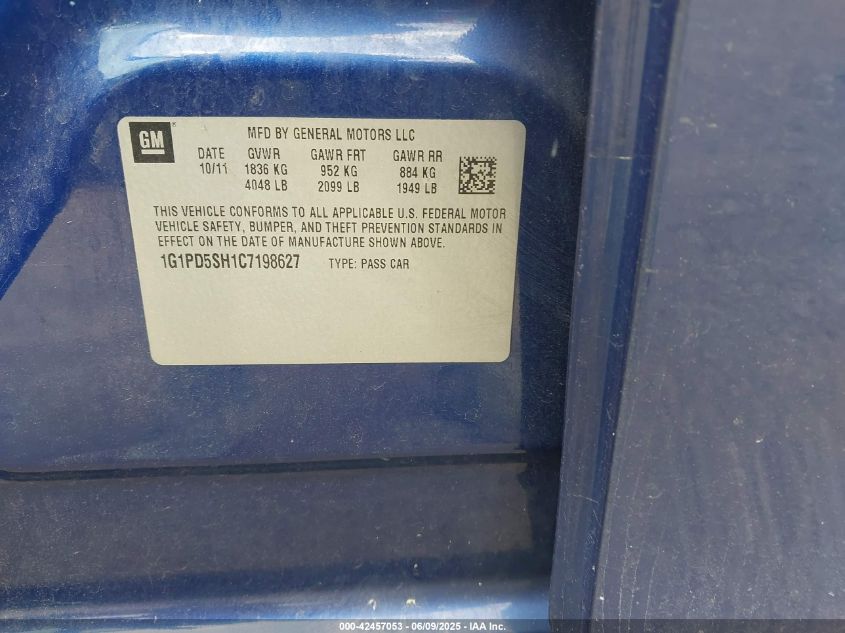 GM
MFD BY GENERAL MOTORS LLC
DATE GVWR GAWR FRT GAWR RR
10/11 1836 KG 952 KG 884 KG
4048 LB 2099 LB 1949 LB
THIS VEHICLE CONFORMS TO ALL APPLICABLE U.S. FEDERAL MOTOR
VEHICLE SAFETY, BUMPER, AND THEFT PREVENTION STANDARDS IN
EFFECT ON THE DATE OF MANUFACTURE SHOWN ABOVE.
1G1PD5SH1C7198627 TYPE: PASS CAR
000-42457053 - 06/09/2025 - IAA Inc.